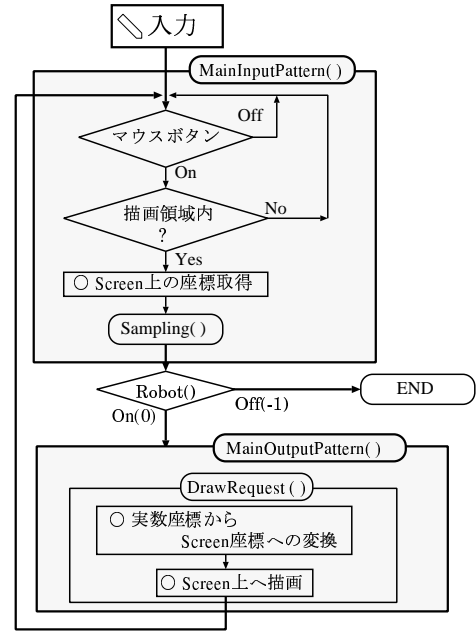 入力
MainInputPattern( )
Off
マウスボタン
On
描画領域内
?
No
Yes
○ Screen上の座標取得
Sampling( )
Robot()
END
On(0)
Off(-1)
MainOutputPattern( )
DrawRequest ( )
○ 実数座標から
Screen座標への変換
○ Screen上へ描画